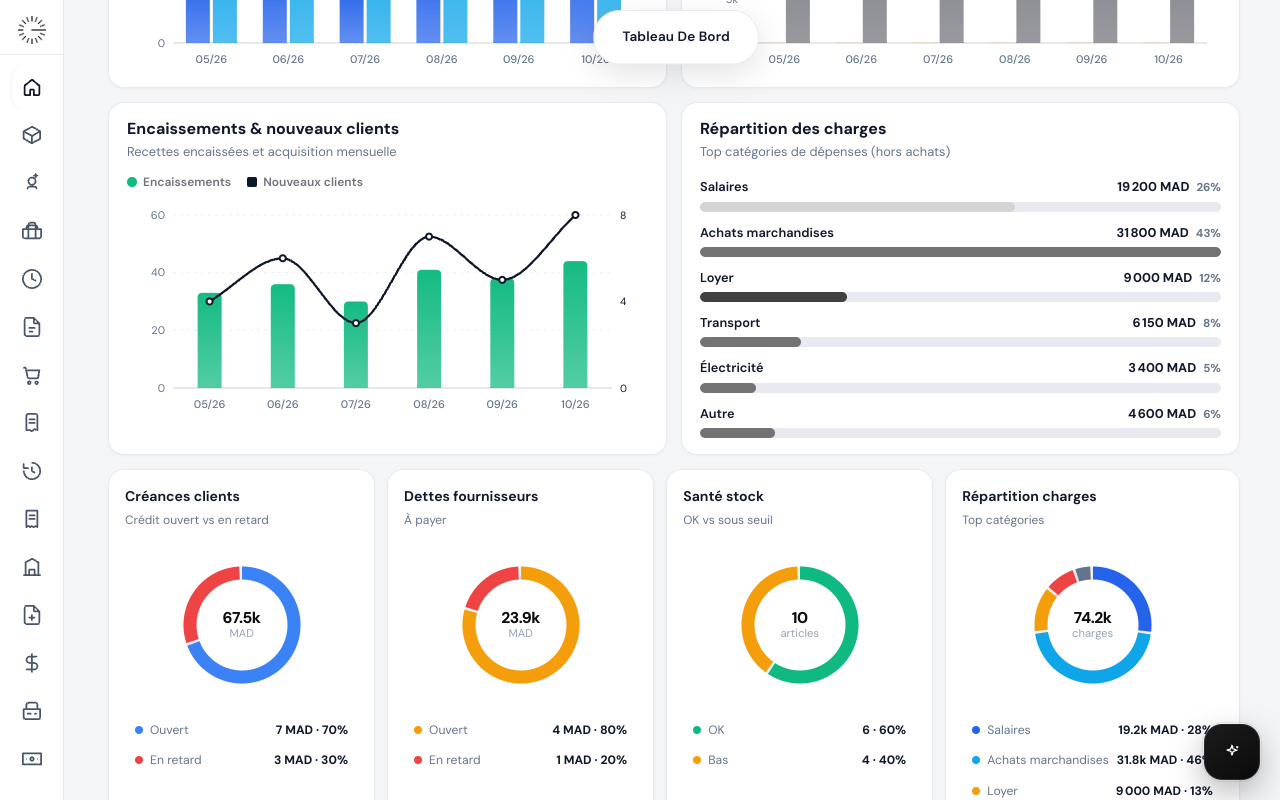 5k
0
05/26 06/26 07/26 08/26 09/26 10/26
Tableau De Bord
05/26 06/26 07/26 08/26 09/26 10/26
Encaissements & nouveaux clients
Recettes encaissées et acquisition mensuelle
Encaissements Nouveaux clients
60 8
40
4
20
0 0
05/26 06/26 07/26 08/26 09/26 10/26
Répartition des charges
Top catégories de dépenses (hors achats)
Salaires 19 200 MAD 26%
Achats marchandises 31 800 MAD 43%
Loyer 9 000 MAD 12%
Transport 6 150 MAD 8%
Électricité 3 400 MAD 5%
Autre 4 600 MAD 6%
Créances clients
Crédit ouvert vs en retard
67.5k
MAD
Ouvert 7 MAD · 70%
En retard 3 MAD · 30%
Dettes fournisseurs
À payer
23.9k
MAD
Ouvert 4 MAD · 80%
En retard 1 MAD · 20%
Santé stock
OK vs sous seuil
10
articles
OK 6 · 60%
Bas 4 · 40%
Répartition charges
Top catégories
74.2k
charges
Salaires 19.2k MAD · 28%
Achats marchandises 31.8k MAD · 46%
Loyer 9 000 MAD · 13%